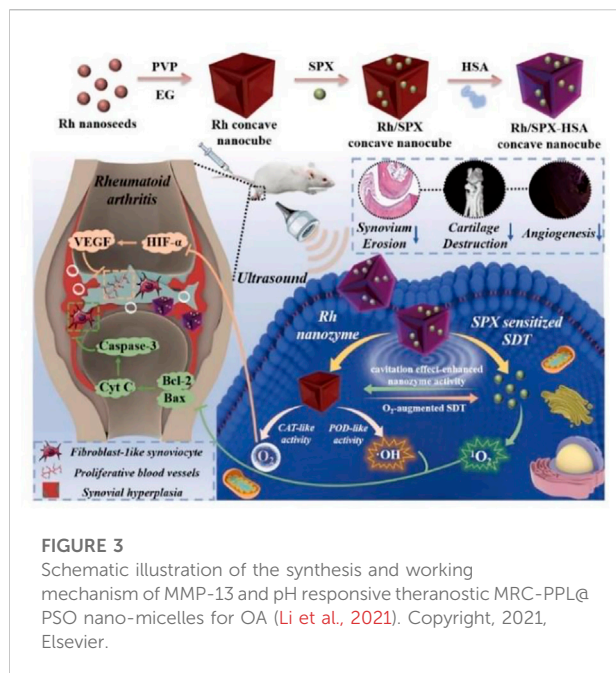 PVP
SPX
HSA
EG
Rh nanoseeds
Rh concave
nanocube
Rh/SPX
concave nanocube
Rh/SPX-HSA
concave nanocube
Rheumatoid
arthritis
VEGF
HIF-α
Caspase-3
Cyt C
Bcl-2
Bax
Fibroblast-1ike synoviocyte
Proliferative blood vessels
Synovial hyperplasia
Ultrasound
Synovium
Erosion
Cartilage
Destruction
Angiogenesis
Rh
nanozyme
SPX sensitized
SDT
cavitation effect-enhanced
nanozyme activity
O₂-augmented SDT
CAT-like
activity
POD-like
activity
O₂
·OH
¹O₂
FIGURE 3
Schematic illustration of the synthesis and working
mechanism of MMP-13 and pH responsive theranostic MRC-PPL@
PSO nano-micelles for OA (Li et al., 2021). Copyright, 2021,
Elsevier.